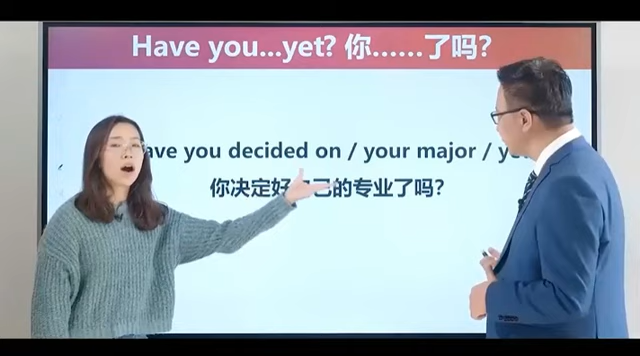 Have you...yet? 你……了吗?
you decided on / your major /
你决定好己的专业了吗?